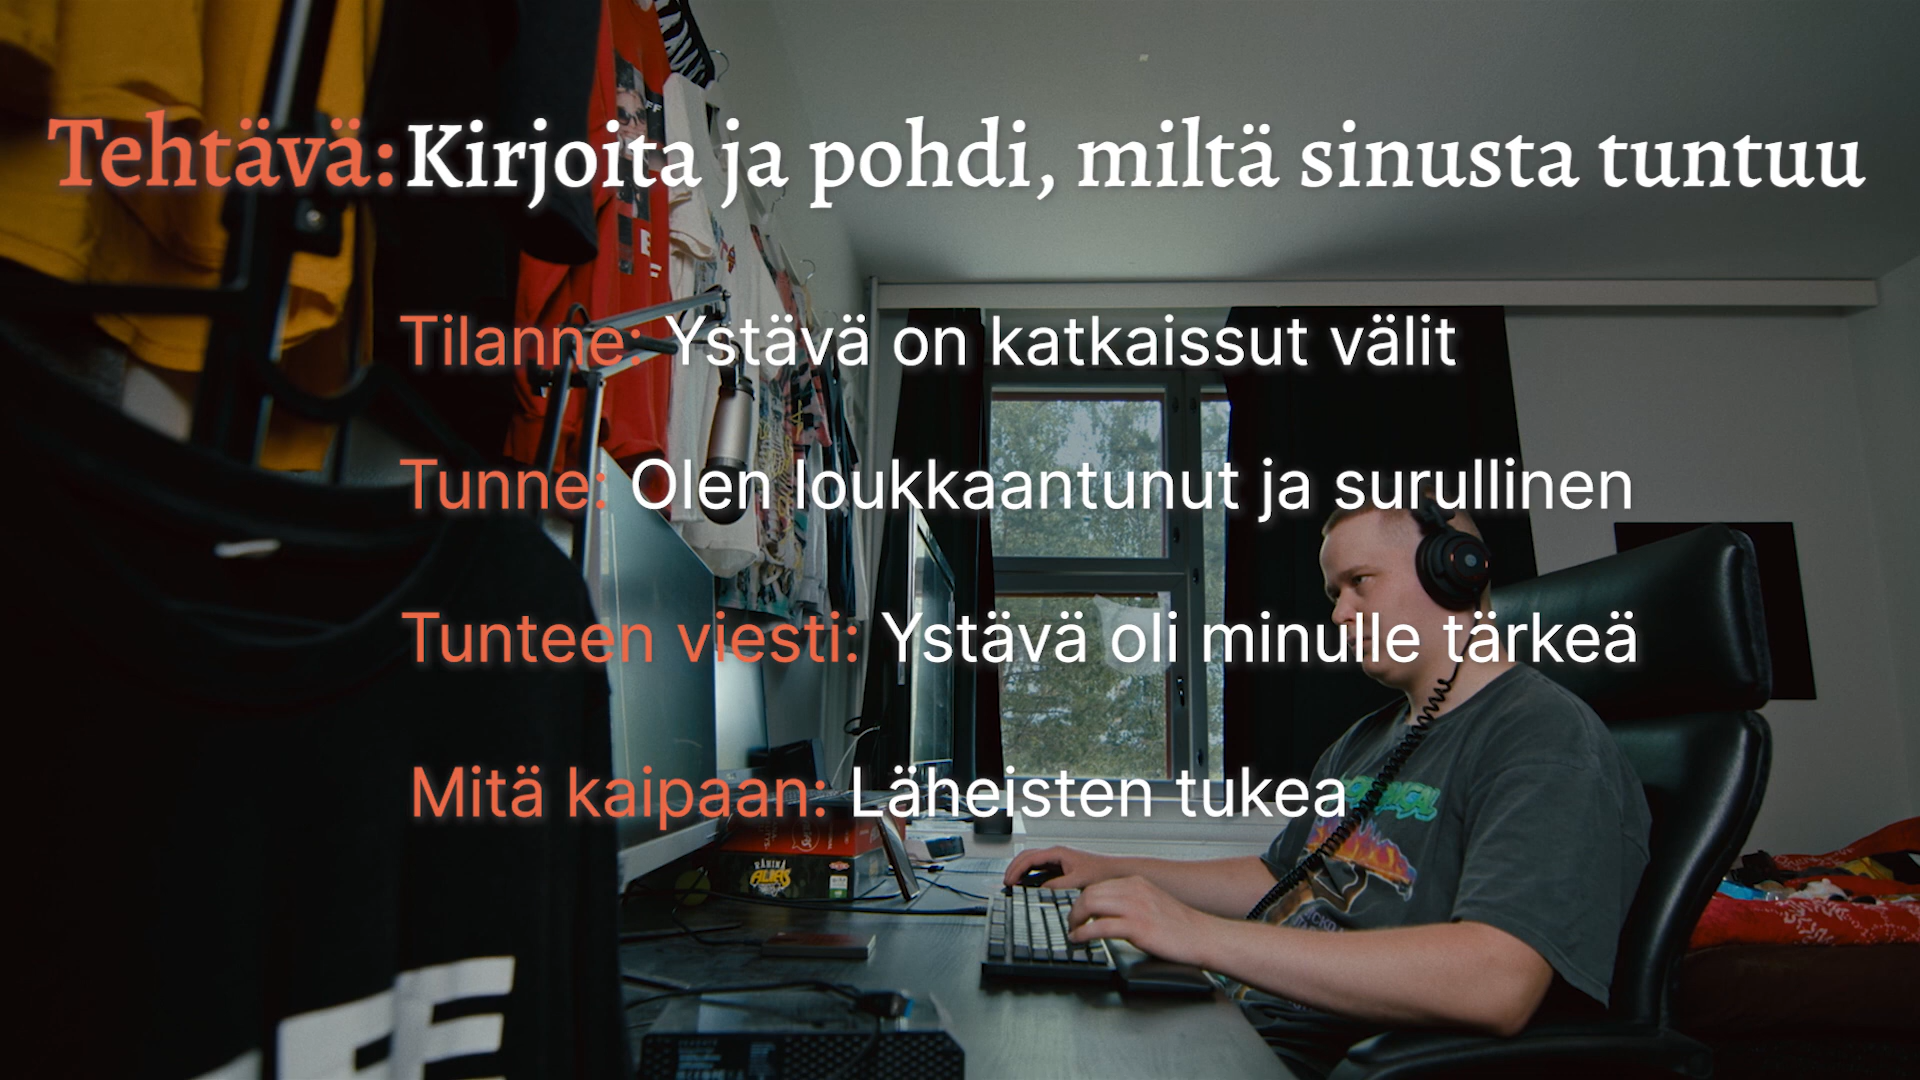 Tehtävä: Kirjoita ja pohdi, miltä sinusta tuntuu
Tilanne: Ystävä on katkaissut välit
Tunne: Olen loukkaantunut ja surullinen
Tunteen viesti: Ystävä oli minulle tärkeä
Mitä kaipaan: Läheisten tukea
ALIAS